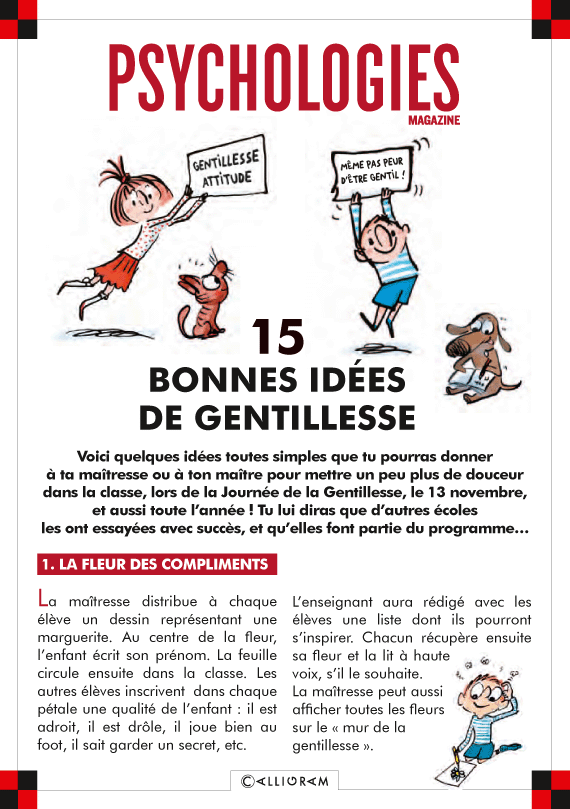 PSYCHOLOGIES
MAGAZINE
GENTILLESSE
ATTITUDE
MÊME PAS PEUR
D'ÊTRE GENTIL !
15
BONNES IDÉES
DE GENTILLESSE
Voici quelques idées toutes simples que tu pourras donner
à ta maîtresse ou à ton maître pour mettre un peu plus de douceur
dans la classe, lors de la Journée de la Gentillesse, le 13 novembre,
et aussi toute l'année ! Tu lui diras que d'autres écoles
les ont essayées avec succès, et qu'elles font partie du programme...
1. LA FLEUR DES COMPLIMENTS
La maîtresse distribue à chaque
élève un dessin représentant une
marguerite. Au centre de la fleur,
l'enfant écrit son prénom. La feuille
circule ensuite dans la classe. Les
autres élèves inscrivent dans chaque
pétale une qualité de l'enfant : il est
adroit, il est drôle, il joue bien au
foot, il sait garder un secret, etc.
L'enseignant aura rédigé avec les
élèves une liste dont ils pourront
s'inspirer. Chacun récupère ensuite
sa fleur et la lit à haute
voix, s'il le souhaite.
La maîtresse peut aussi
afficher toutes les fleurs
sur le « mur de la
gentillesse ».
CALLIGRAM